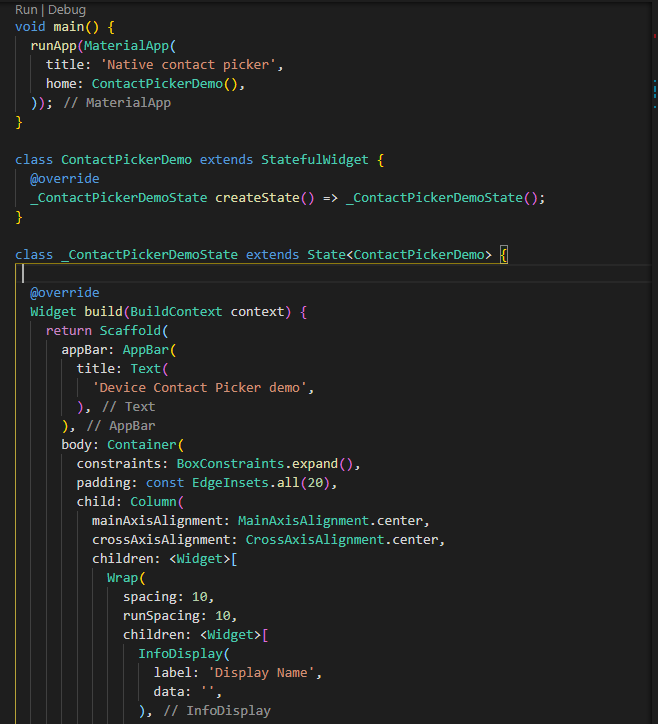 Run | Debug
void main() {
  runApp(MaterialApp(
    title: 'Native contact picker',
    home: ContactPickerDemo(),
  )); // MaterialApp
}

class ContactPickerDemo extends StatefulWidget {
  @override
  _ContactPickerDemoState createState() => _ContactPickerDemoState();
}

class _ContactPickerDemoState extends State<ContactPickerDemo> {

  @override
  Widget build(BuildContext context) {
    return Scaffold(
      appBar: AppBar(
        title: Text(
          'Device Contact Picker demo',
        ), // Text
      ), // AppBar
      body: Container(
        constraints: BoxConstraints.expand(),
        padding: const EdgeInsets.all(20),
        child: Column(
          mainAxisAlignment: MainAxisAlignment.center,
          crossAxisAlignment: CrossAxisAlignment.center,
          children: <Widget>[
            Wrap(
              spacing: 10,
              runSpacing: 10,
              children: <Widget>[
                InfoDisplay(
                  label: 'Display Name',
                  data: '',
                ), // InfoDisplay